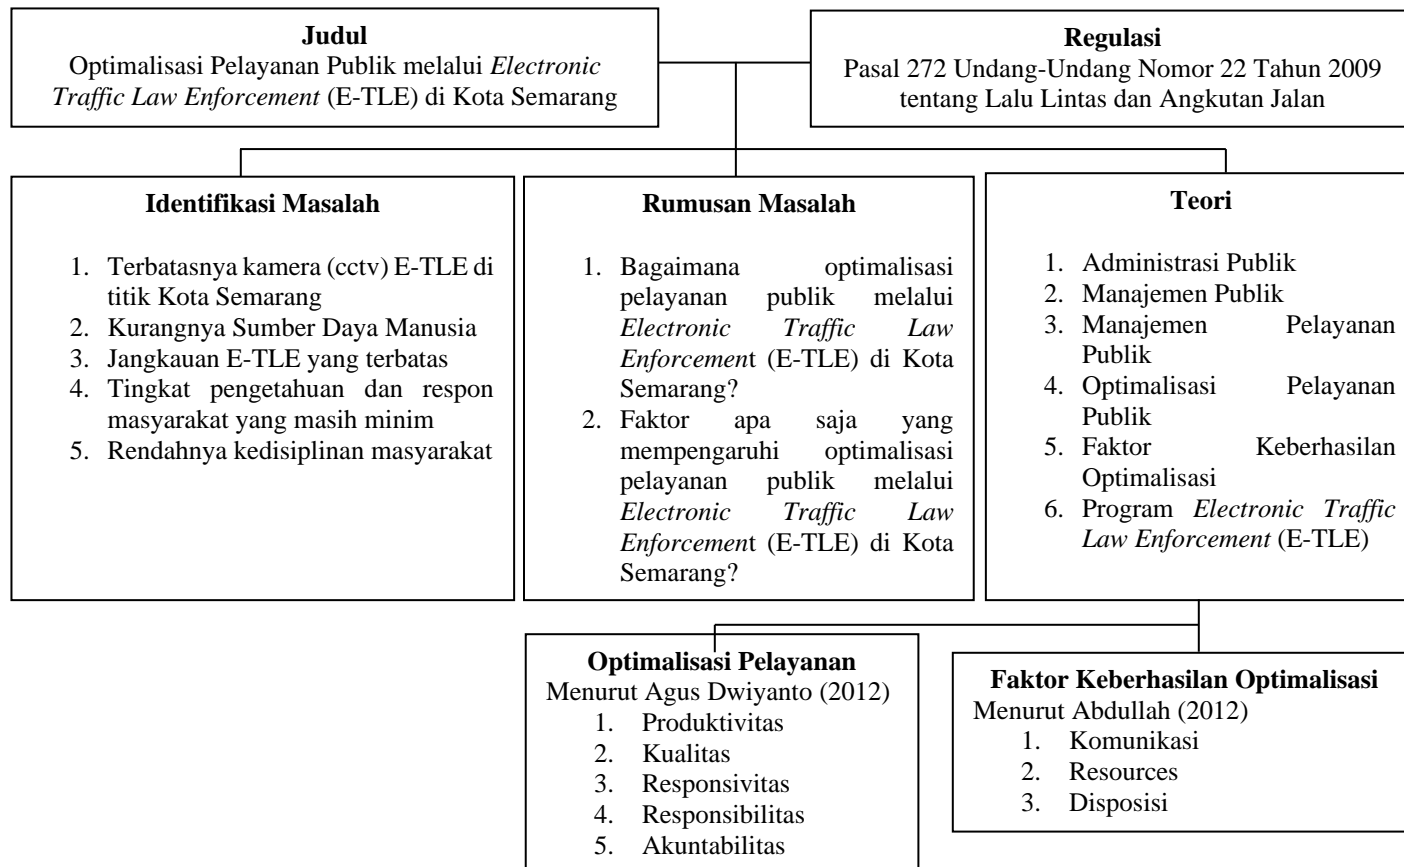 Judul
Optimalisasi Pelayanan Publik melalui Electronic
Traffic Law Enforcement (E-TLE) di Kota Semarang
Regulasi
Pasal 272 Undang-Undang Nomor 22 Tahun 2009
tentang Lalu Lintas dan Angkutan Jalan
Identifikasi Masalah
1. Terbatasnya kamera (cctv) E-TLE di
titik Kota Semarang
2. Kurangnya Sumber Daya Manusia
3. Jangkauan E-TLE yang terbatas
4. Tingkat pengetahuan dan respon
masyarakat yang masih minim
5. Rendahnya kedisiplinan masyarakat
Rumusan Masalah
1. Bagaimana optimalisasi
pelayanan publik melalui
Electronic Traffic Law
Enforcement (E-TLE) di Kota
Semarang?
2. Faktor apa saja yang
mempengaruhi optimalisasi
pelayanan publik melalui
Electronic Traffic Law
Enforcement (E-TLE) di Kota
Semarang?
Teori
1. Administrasi Publik
2. Manajemen Publik
3. Manajemen Pelayanan
Publik
4. Optimalisasi Pelayanan
Publik
5. Faktor Keberhasilan
Optimalisasi
6. Program Electronic Traffic
Law Enforcement (E-TLE)
Optimalisasi Pelayanan
Menurut Agus Dwiyanto (2012)
1. Produktivitas
2. Kualitas
3. Responsivitas
4. Responsibilitas
5. Akuntabilitas
Faktor Keberhasilan Optimalisasi
Menurut Abdullah (2012)
1. Komunikasi
2. Resources
3. Disposisi